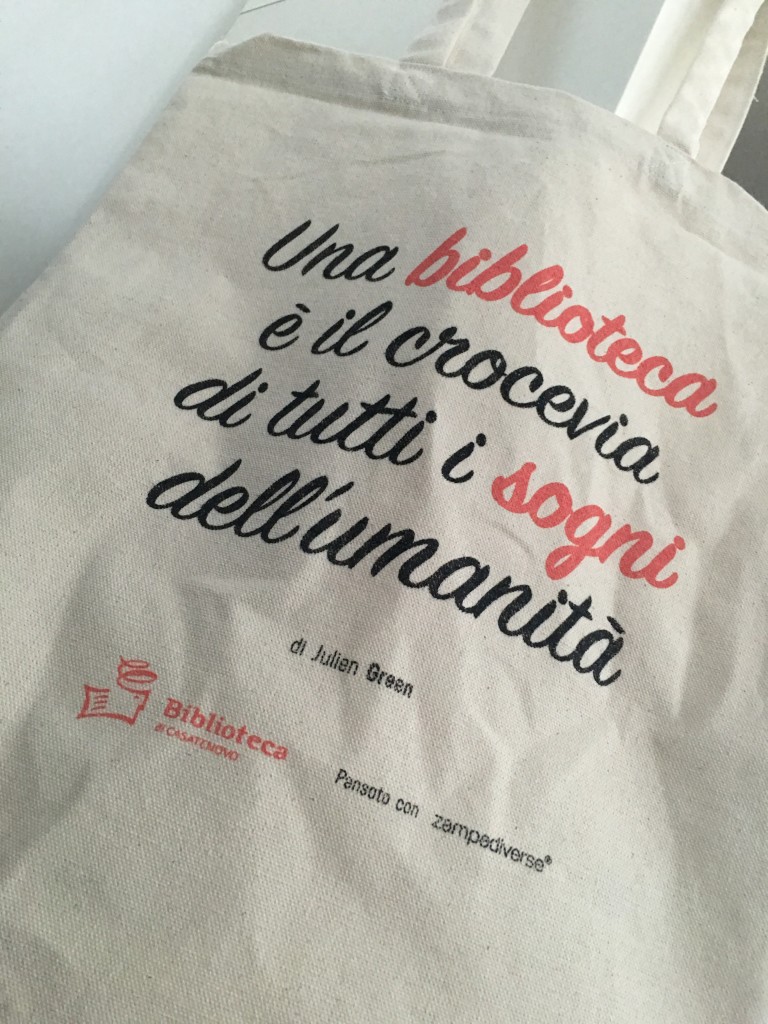 Una biblioteca
è il crocevia
di tutti i sogni
dell'umanità
di Julien Green
Biblioteca
DI CASATENOVO
Pensato con zampediverse®